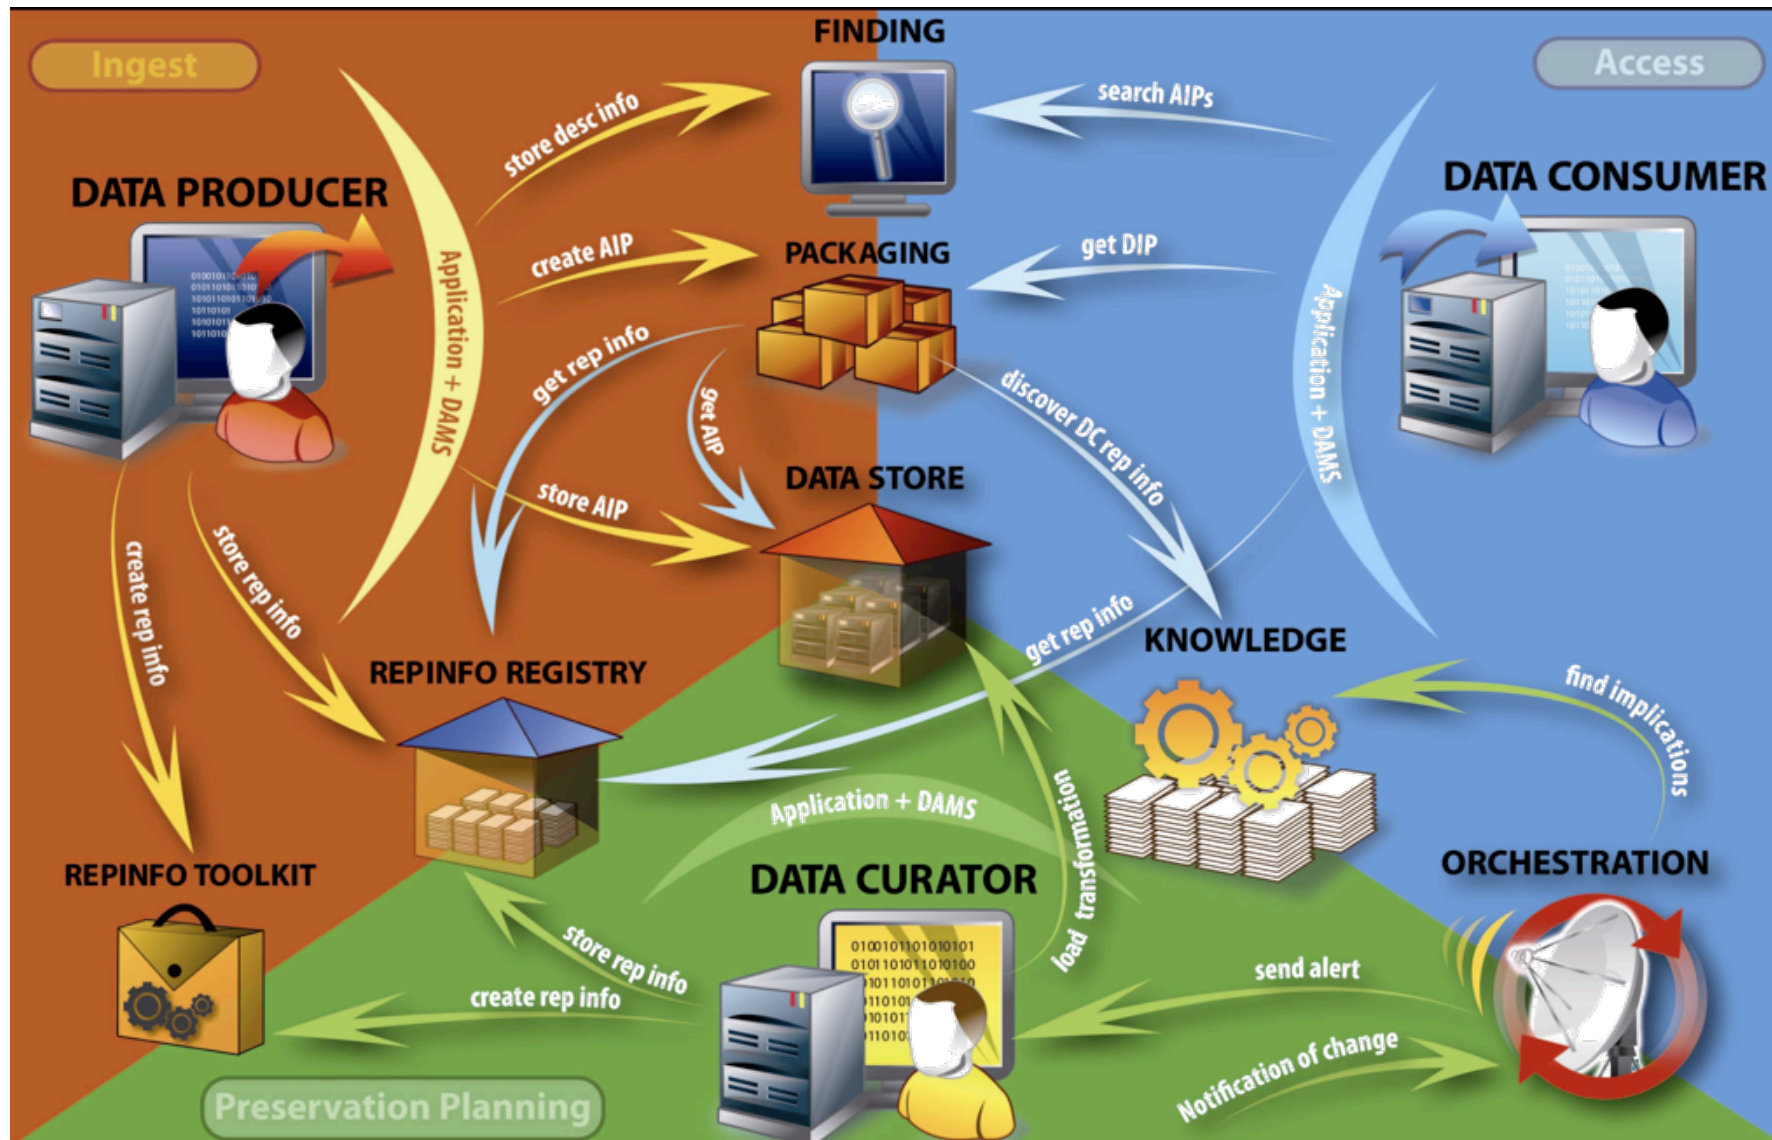 FINDING
Ingest
Access
search AIPs
store desc info
DATA PRODUCER
DATA CONSUMER
create AIP
PACKAGING
get DIP
Application + DAMS
Application + DAMS
get rep info
get AIP
discover DC rep info
DATA STORE
store AIP
create rep info
store rep info
get rep info
KNOWLEDGE
REPINFO REGISTRY
find implications
Application + DAMS
load transformation
REPINFO TOOLKIT
DATA CURATOR
ORCHESTRATION
0100101101010101
0101101011010100
store rep info
send alert
create rep info
Notification of change
Preservation Planning